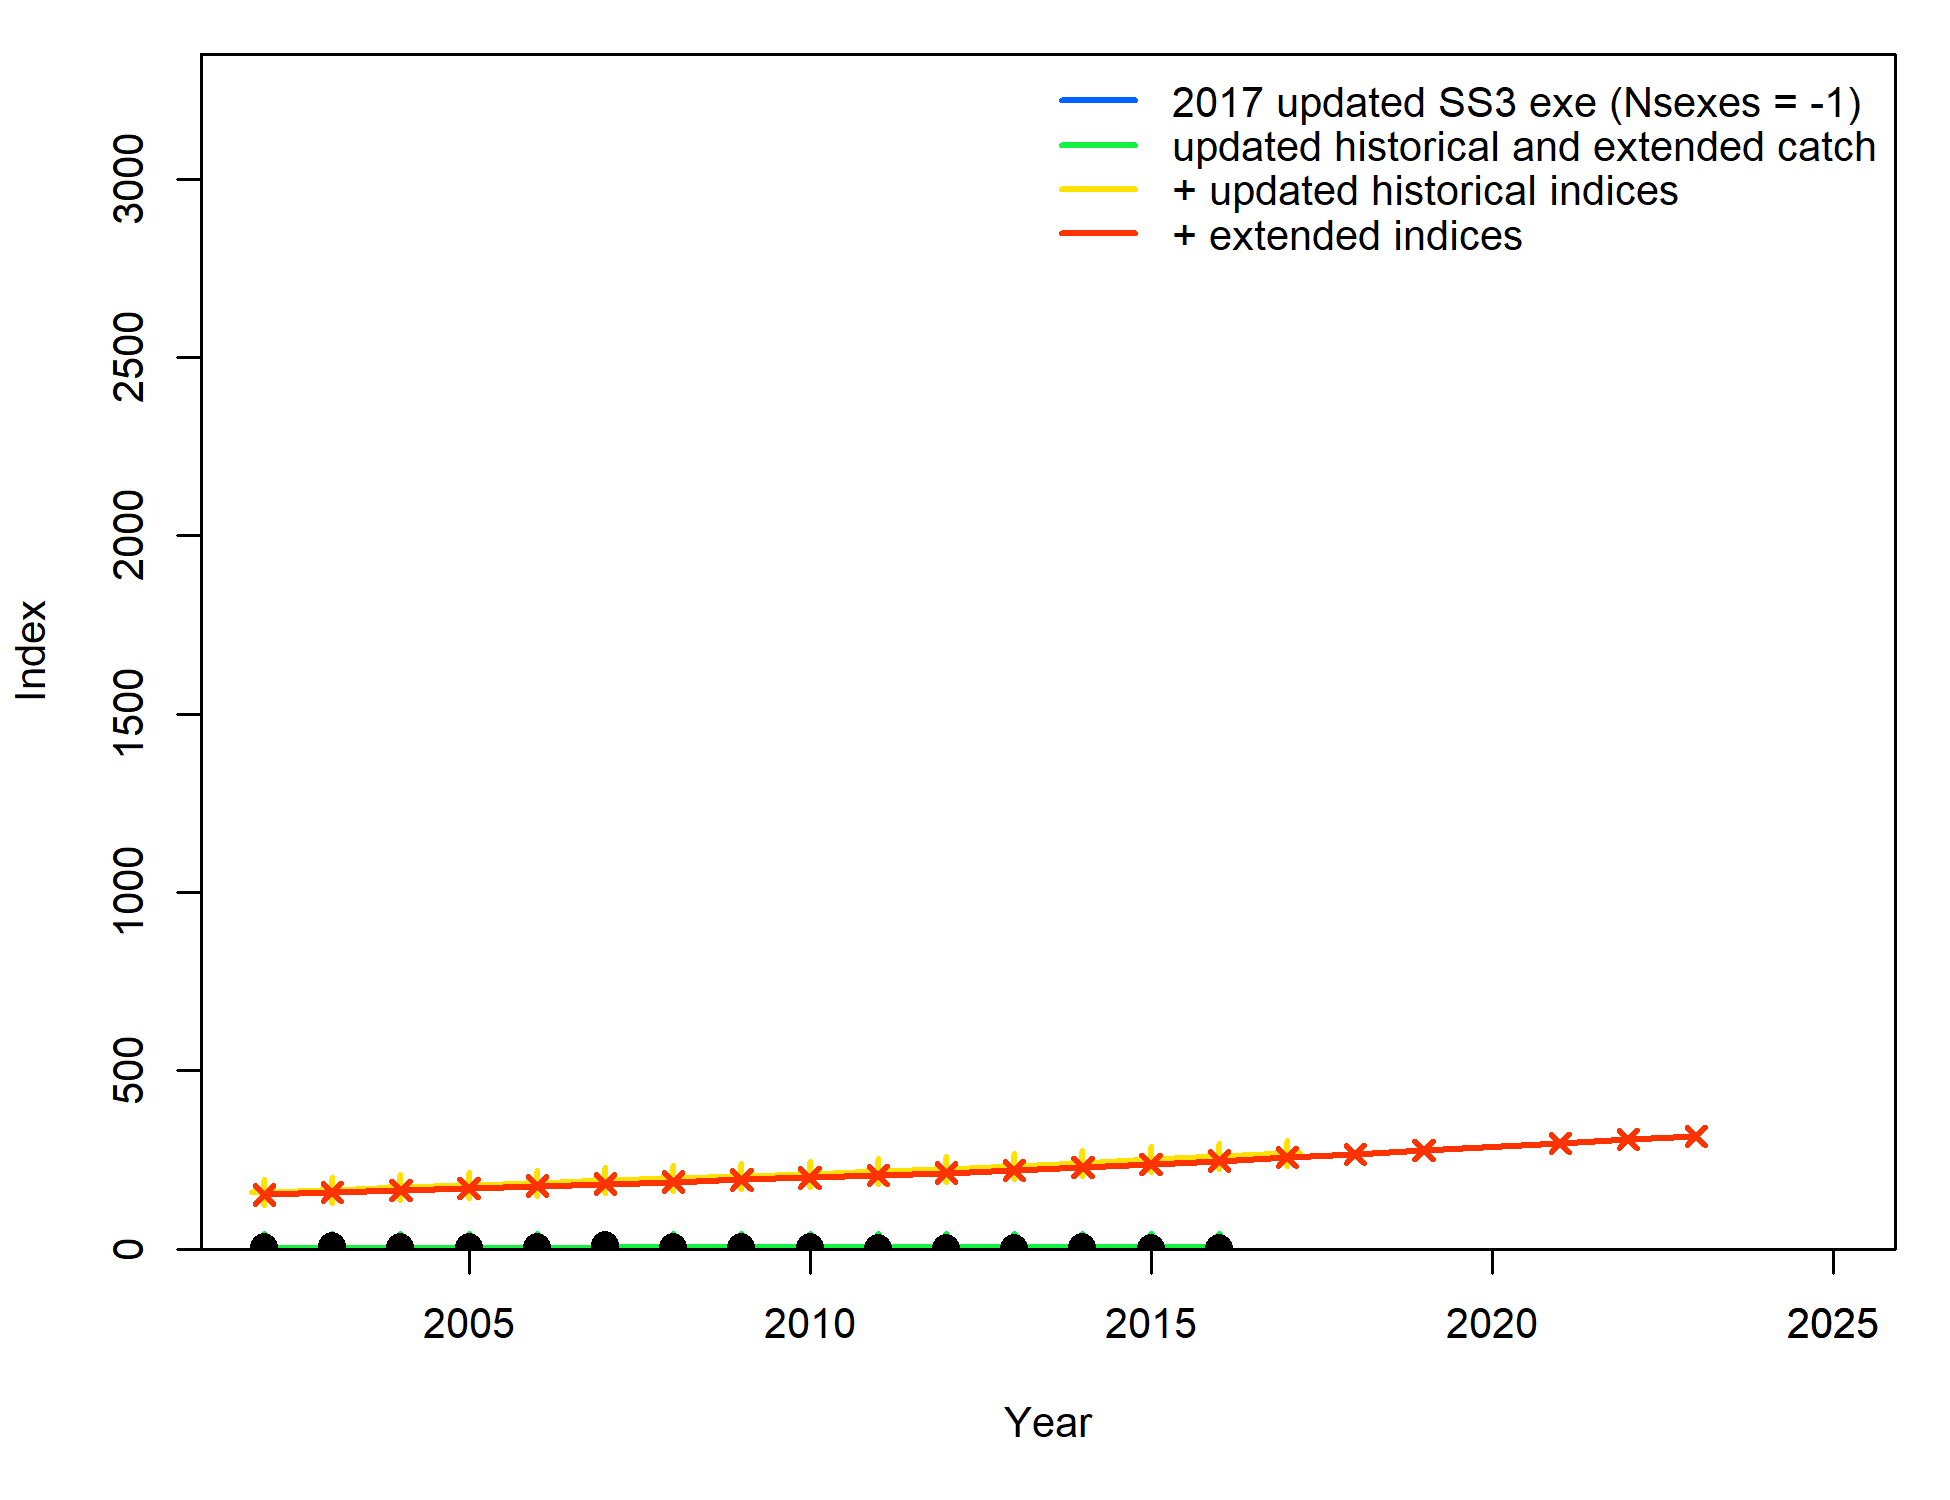 2017 updated SS3 exe (Nsexes = -1)
updated historical and extended catch
+ updated historical indices
+ extended indices
3000
2500
2000
1500
1000
500
0
Index
2005 2010 2015 2020 2025
Year